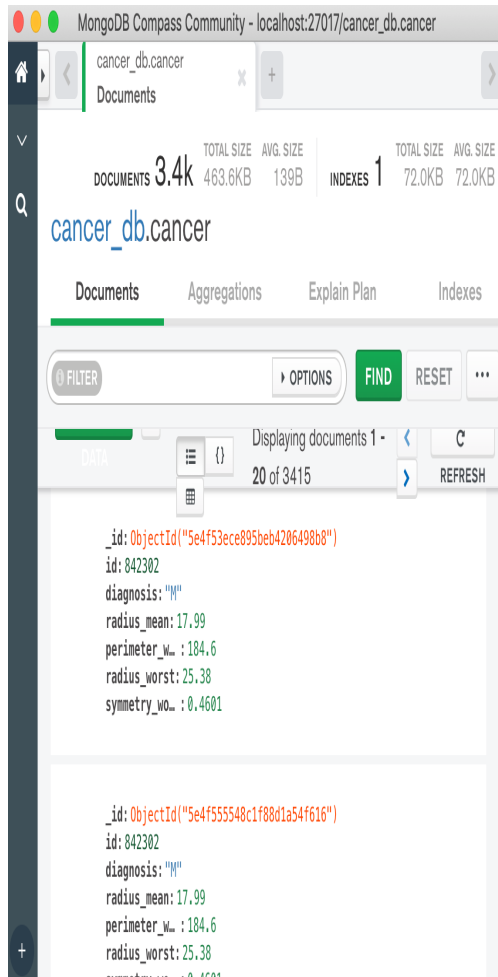 MongoDB Compass Community - localhost:27017/cancer_db.cancer
cancer_db.cancer
Documents
DOCUMENTS 3.4k TOTAL SIZE 463.6KB AVG. SIZE 139B INDEXES 1 TOTAL SIZE 72.0KB AVG. SIZE 72.0KB
cancer_db.cancer
Documents Aggregations Explain Plan Indexes
FILTER OPTIONS FIND RESET ...
DATA
{}
Displaying documents 1 -
20 of 3415
REFRESH
_id: ObjectId("5e4f53ece895beb4206498b8")
id: 842302
diagnosis: "M"
radius_mean: 17.99
perimeter_w… : 184.6
radius_worst: 25.38
symmetry_wo… : 0.4601
_id: ObjectId("5e4f555548c1f88d1a54f616")
id: 842302
diagnosis: "M"
radius_mean: 17.99
perimeter_w… : 184.6
radius_worst: 25.38
symmetry_wo… : 0.4601